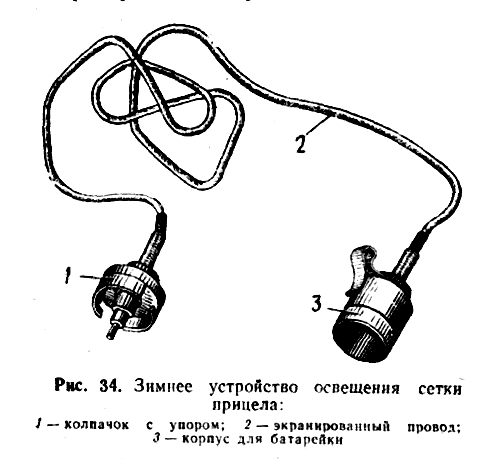 1
2
3
Рис. 34. Зимнее устройство освещения сетки
прицела:
1 — колпачок с упором; 2 — экранированный провод;
3 — корпус для батарейки